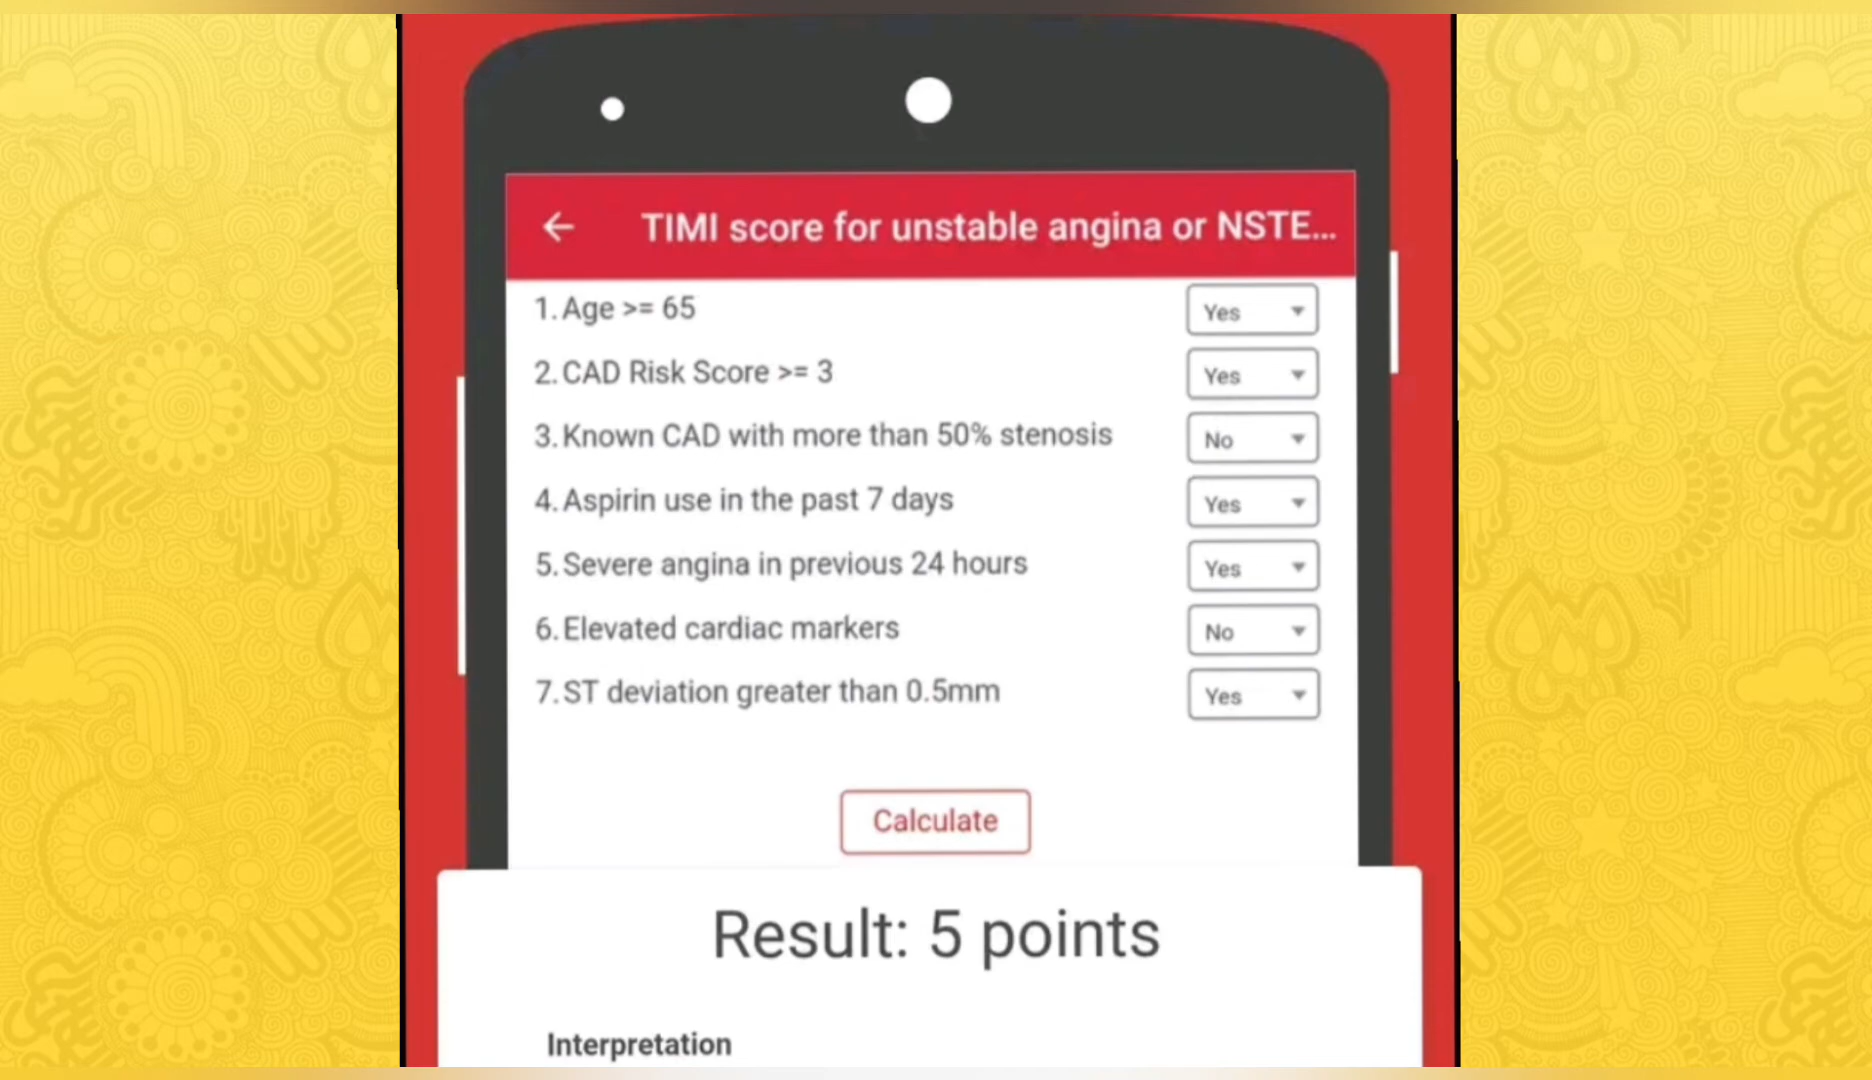 TIMI score for unstable angina or NSTE...
1. Age >= 65 Yes
2. CAD Risk Score >= 3 Yes
3. Known CAD with more than 50% stenosis No
4. Aspirin use in the past 7 days Yes
5. Severe angina in previous 24 hours Yes
6. Elevated cardiac markers No
7. ST deviation greater than 0.5mm Yes
Calculate
Result: 5 points
Interpretation